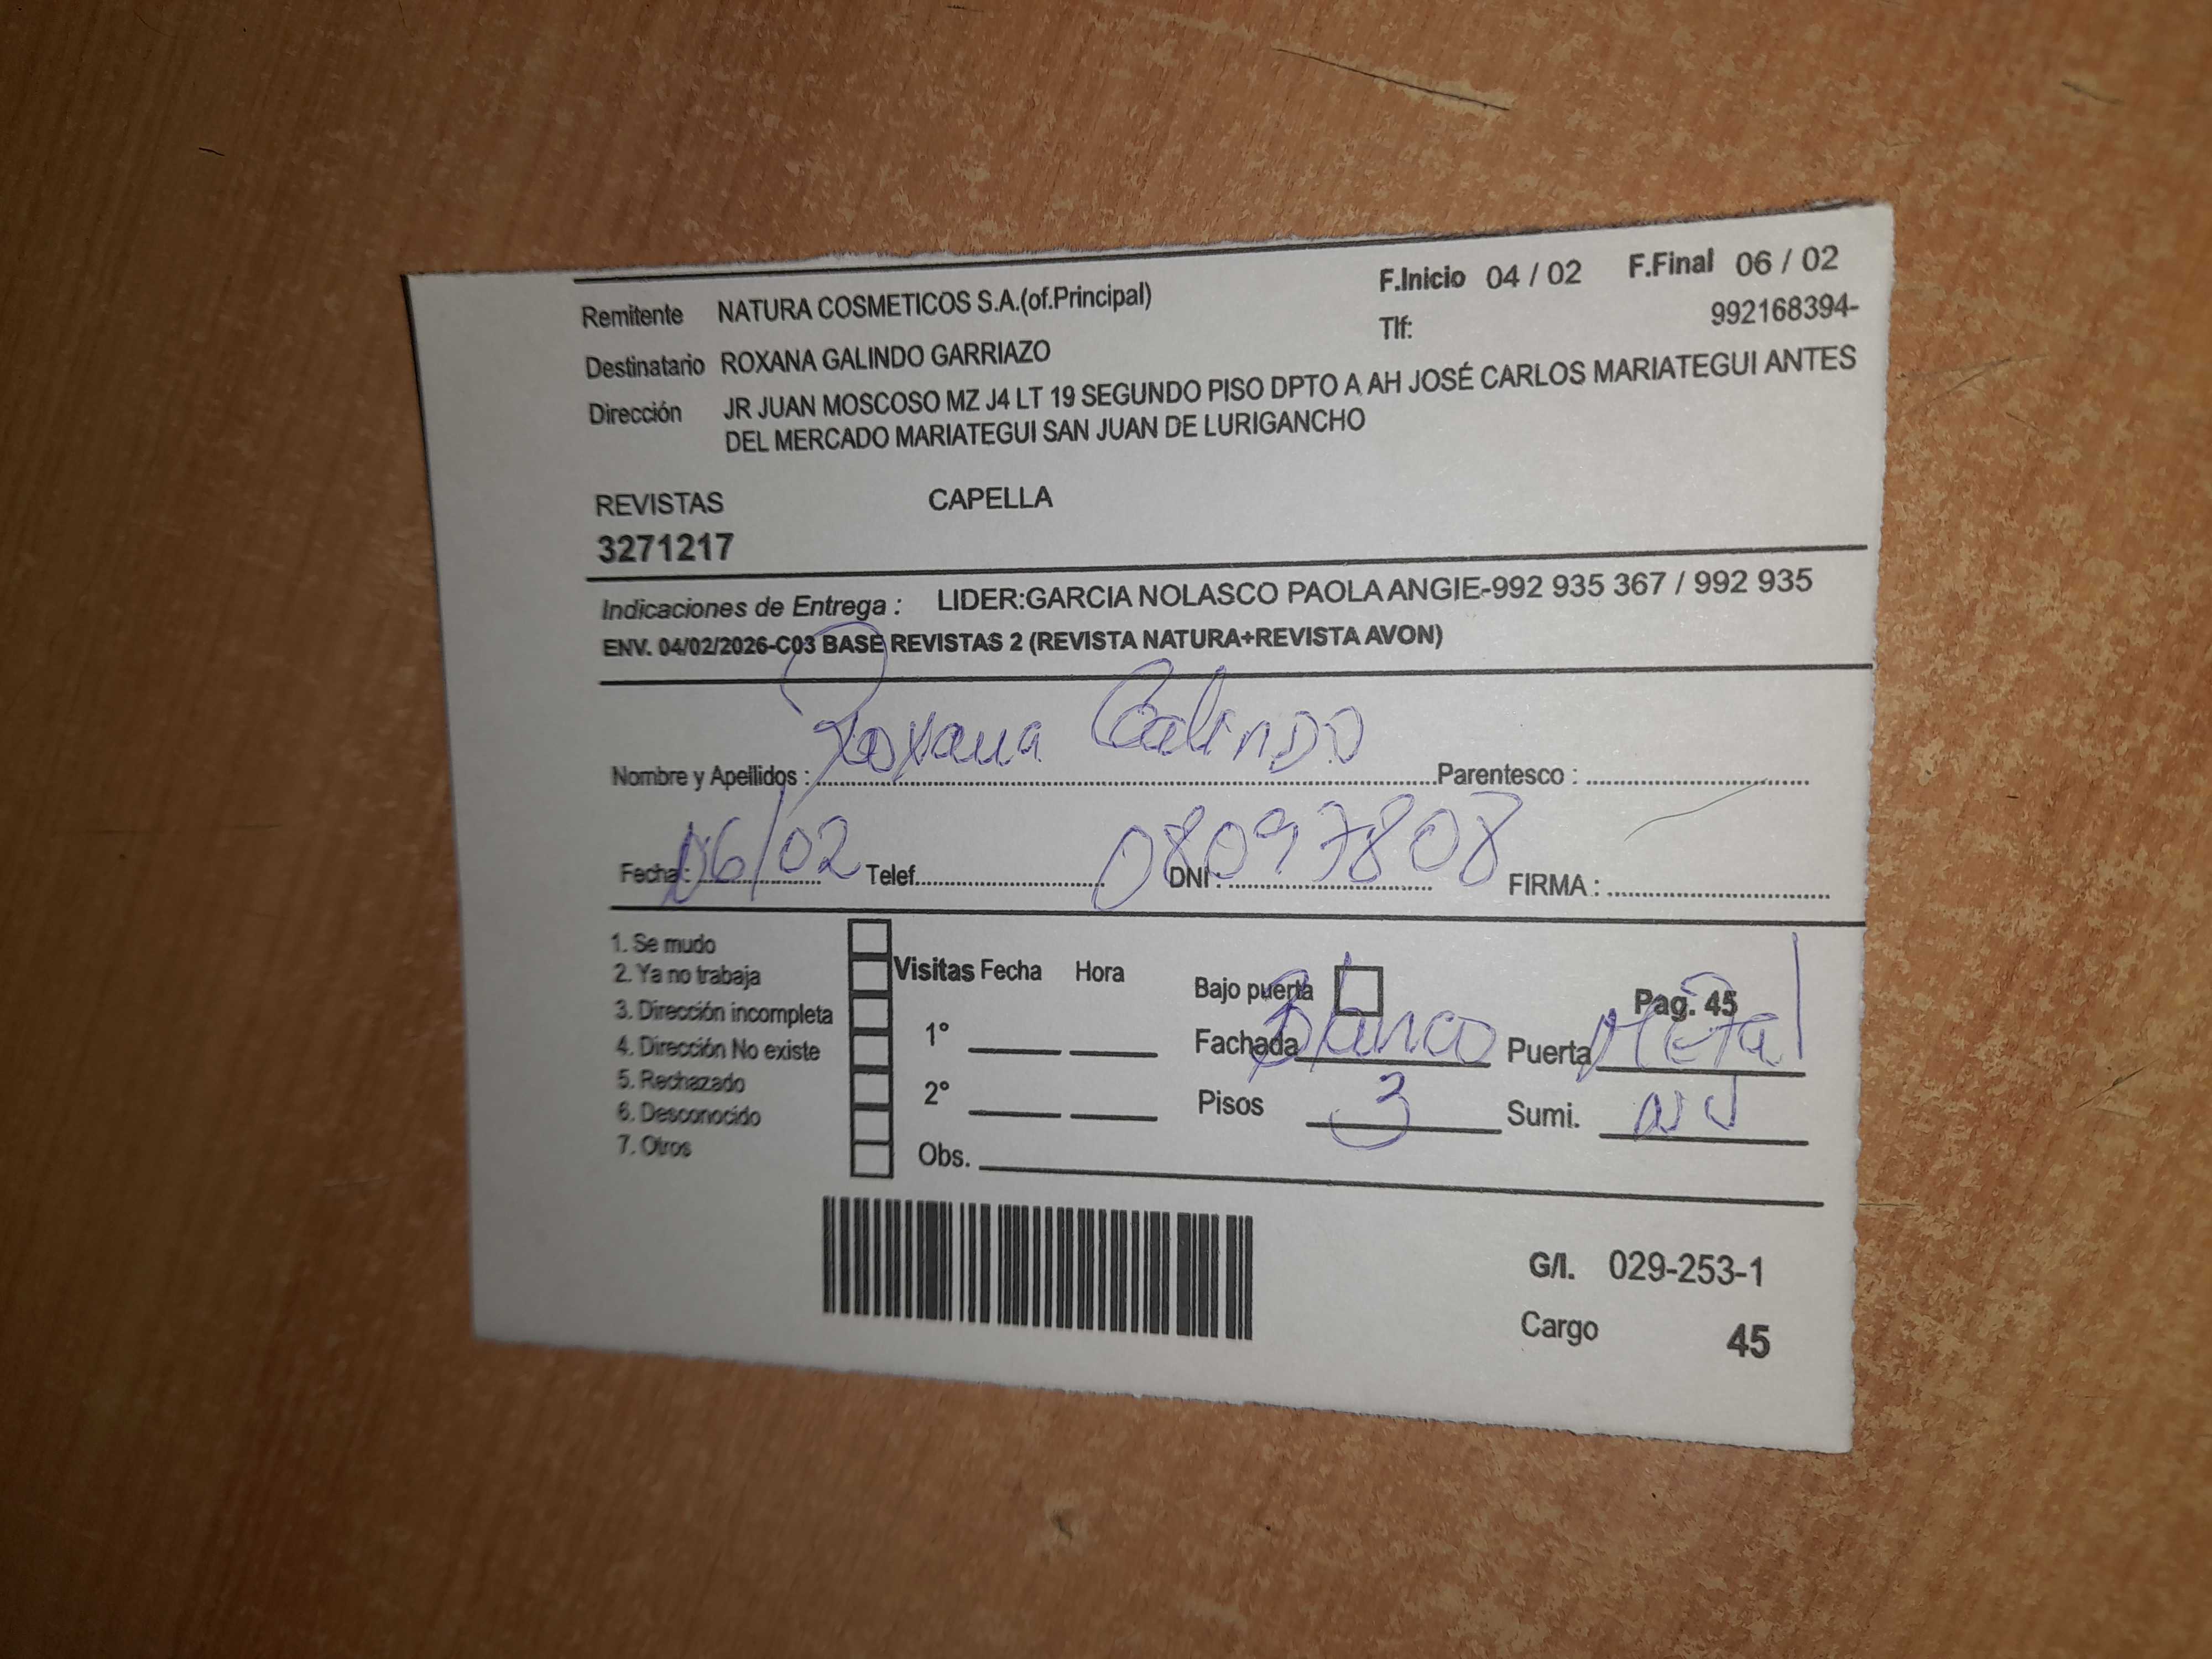 F.Inicio 04 / 02 F.Final 06 / 02
Remitente NATURA COSMETICOS S.A.(of.Principal) Tlf: 992168394-
Destinatario ROXANA GALINDO GARRIAZO
Dirección JR JUAN MOSCOSO MZ J4 LT 19 SEGUNDO PISO DPTO A AH JOSÉ CARLOS MARIATEGUI ANTES
DEL MERCADO MARIATEGUI SAN JUAN DE LURIGANCHO
REVISTAS CAPELLA
3271217
Indicaciones de Entrega : LIDER:GARCIA NOLASCO PAOLA ANGIE-992 935 367 / 992 935
ENV. 04/02/2026-C03 BASE REVISTAS 2 (REVISTA NATURA+REVISTA AVON)
Nombre y Apellidos : Roxana Galindo Parentesco :
Fecha : 06/02 Telef. DNI : 08097808 FIRMA :
1. Se mudo
2. Ya no trabaja
3. Dirección incompleta
4. Dirección No existe
5. Rechazado
6. Desconocido
7. Otros
Visitas Fecha Hora
1°
2°
Obs.
Bajo puerta Pag. 45
Fachada Blanco Puerta Metal
Pisos 3 Sumi.
G/I. 029-253-1
Cargo 45